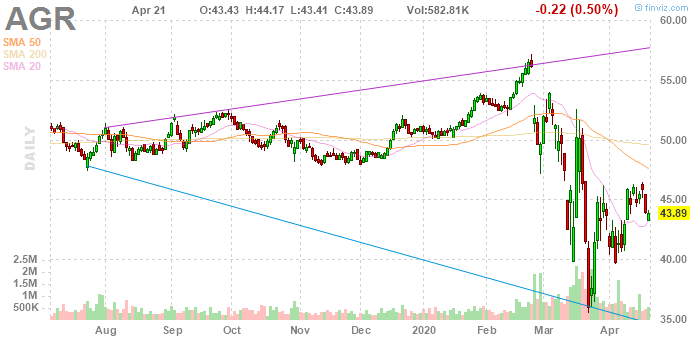 AGR
Apr 21 O:43.43 H:44.17 L:43.41 C:43.89 Vol:582.81K -0.22 (0.50%)
© finviz.com
SMA 50
SMA 200
SMA 20
DAILY
60.00
55.00
50.00
45.00
43.89
40.00
35.00
2.5M
2M
1.5M
1M
500K
Aug Sep Oct Nov Dec 2020 Feb Mar Apr